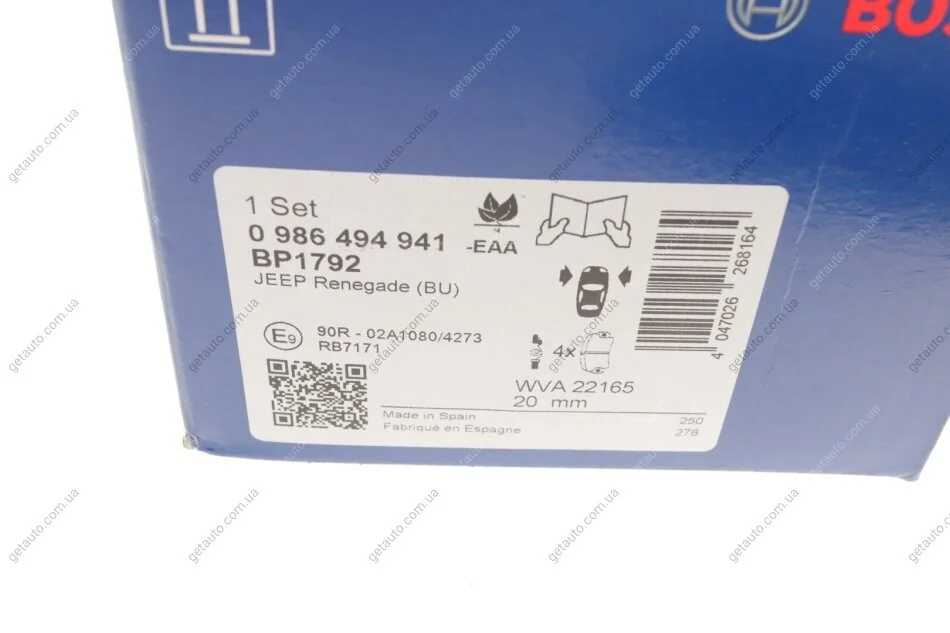 BOS
1 Set
0 986 494 941 -EAA
BP1792
JEEP Renegade (BU)
E9
90R - 02A1080/4273
RB7171
4x
WVA 22165
20 mm
Made in Spain
Fabriqué en Espagne
250
278
4 047026 268164
getauto.com.ua